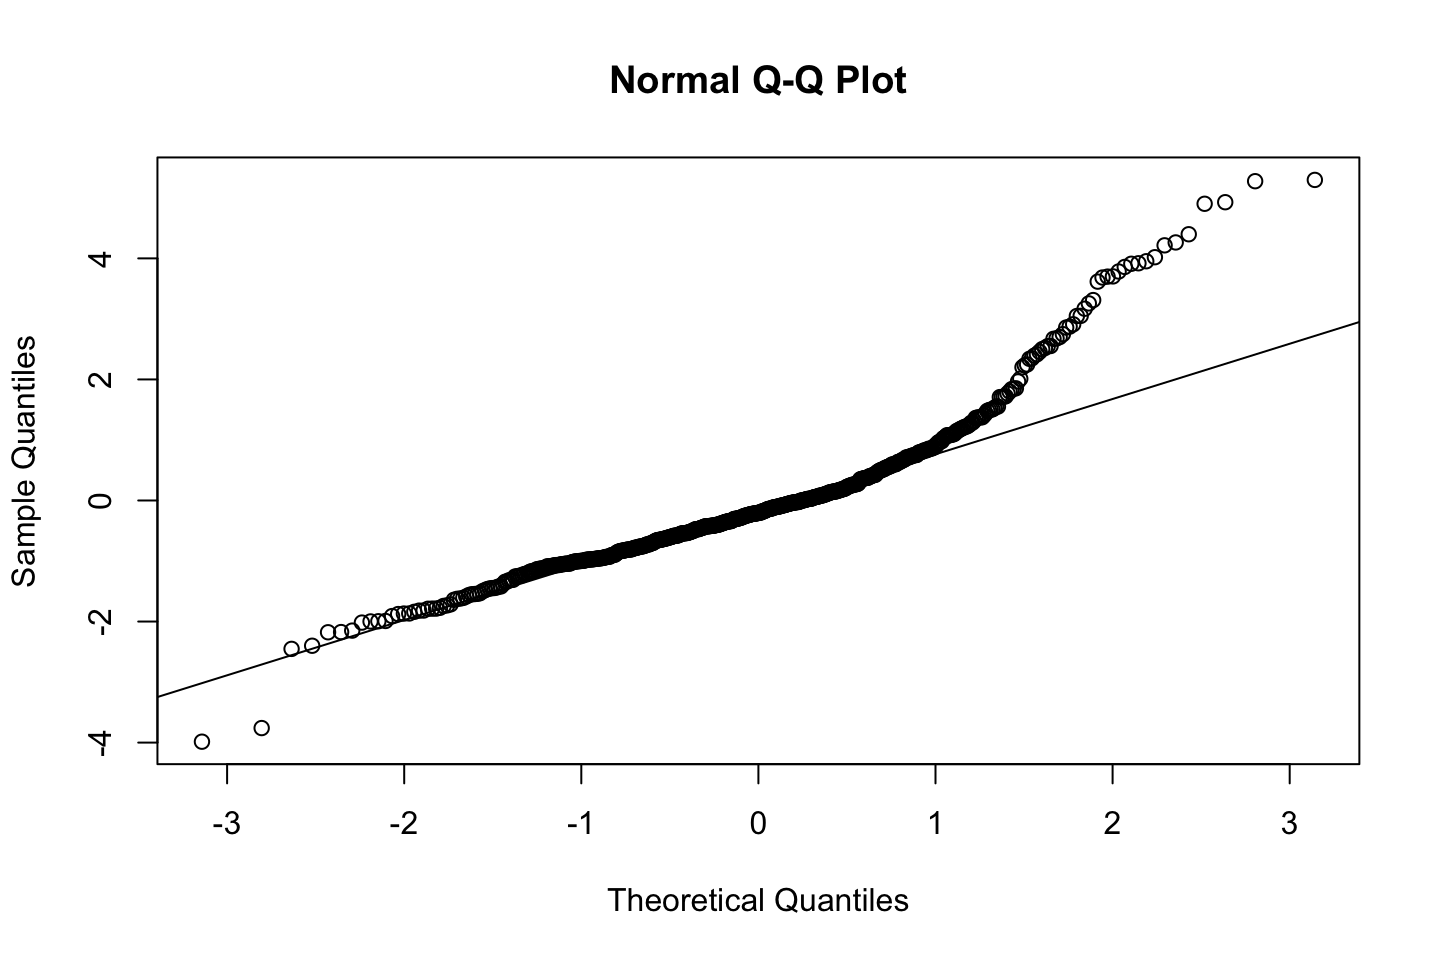 Normal Q-Q Plot
4
2
0
-2
-4
Sample Quantiles
-3 -2 -1 0 1 2 3
Theoretical Quantiles